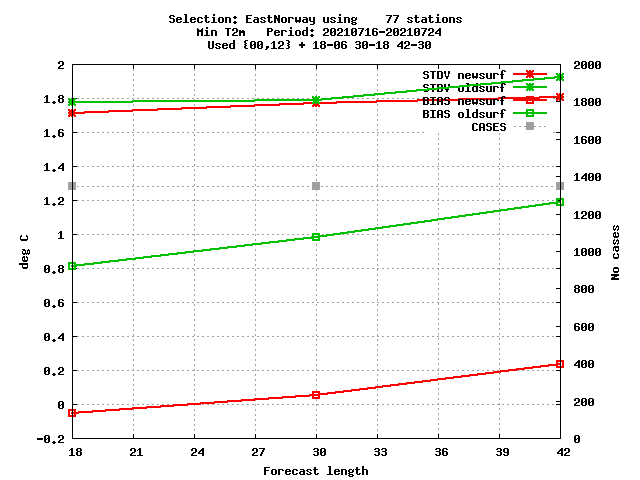 Selection: EastNorway using    77 stations
Min T2m   Period: 20210716-20210724
Used {00,12} + 18-06 30-18 42-30
2
1.8
1.6
1.4
1.2
1
0.8
0.6
0.4
0.2
0
-0.2
deg C
STDV newsurf
STDV oldsurf
BIAS newsurf
BIAS oldsurf
CASES
2000
1800
1600
1400
1200
1000
800
600
400
200
0
No cases
18 21 24 27 30 33 36 39 42
Forecast length